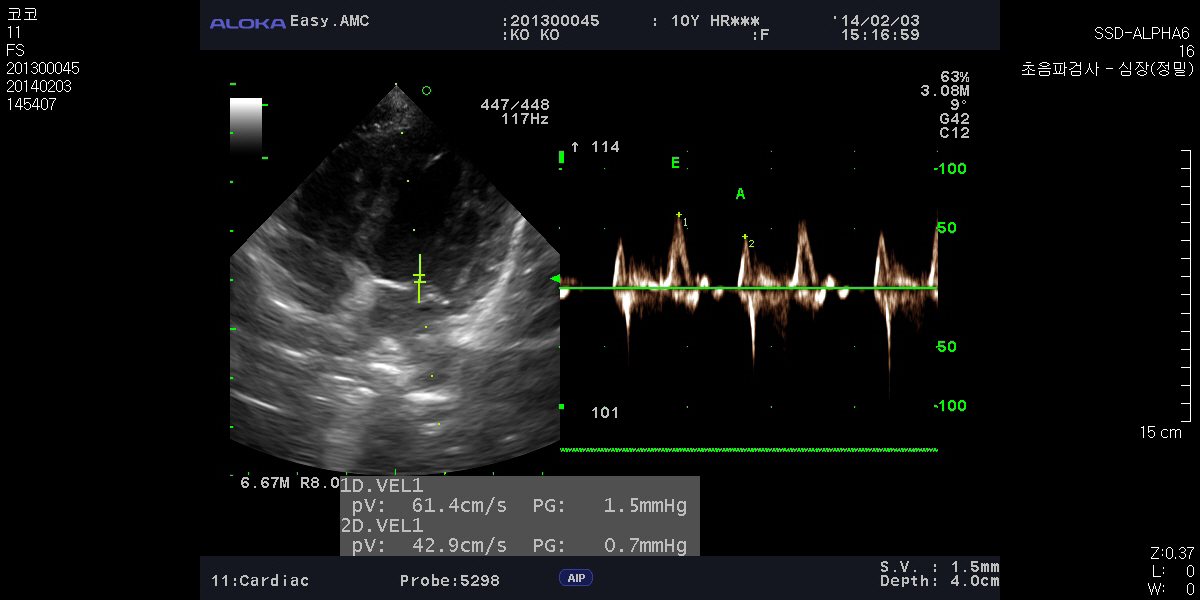 코코
11
FS
201300045
20140203
145407
ALOKA Easy.AMC :201300045 : 10Y HR*** '14/02/03
:KO KO :F 15:16:59
SSD-ALPHA6
16
초음파검사 - 심장(정밀)
447/448
117Hz
63%
3.08M
9°
G42
C12
↑ 114
E
A
1
2
-100
50
50
-100
101
15 cm
6.67M R8.0
1D.VEL1
pV: 61.4cm/s PG: 1.5mmHg
2D.VEL1
pV: 42.9cm/s PG: 0.7mmHg
11:Cardiac Probe:5298 AIP
S.V. : 1.5mm
Depth: 4.0cm
Z:0.37
L: 0
W: 0